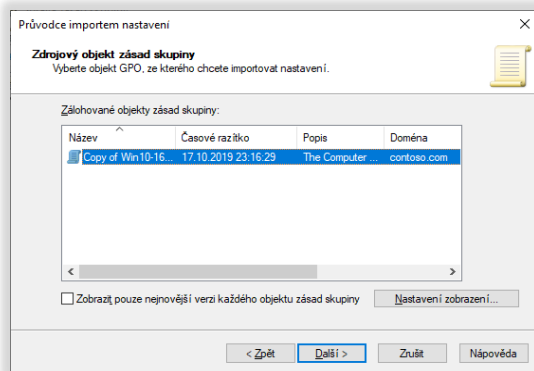 Průvodce importem nastavení
Zdrojový objekt zásad skupiny
Vyberte objekt GPO, ze kterého chcete importovat nastavení.
Zálohované objekty zásad skupiny:
Název Časové razítko Popis Doména
Copy of Win10-16... 17.10.2019 23:16:29 The Computer ... contoso.com
Zobrazit pouze nejnovější verzi každého objektu zásad skupiny Nastavení zobrazení...
< Zpět Další > Zrušit Nápověda